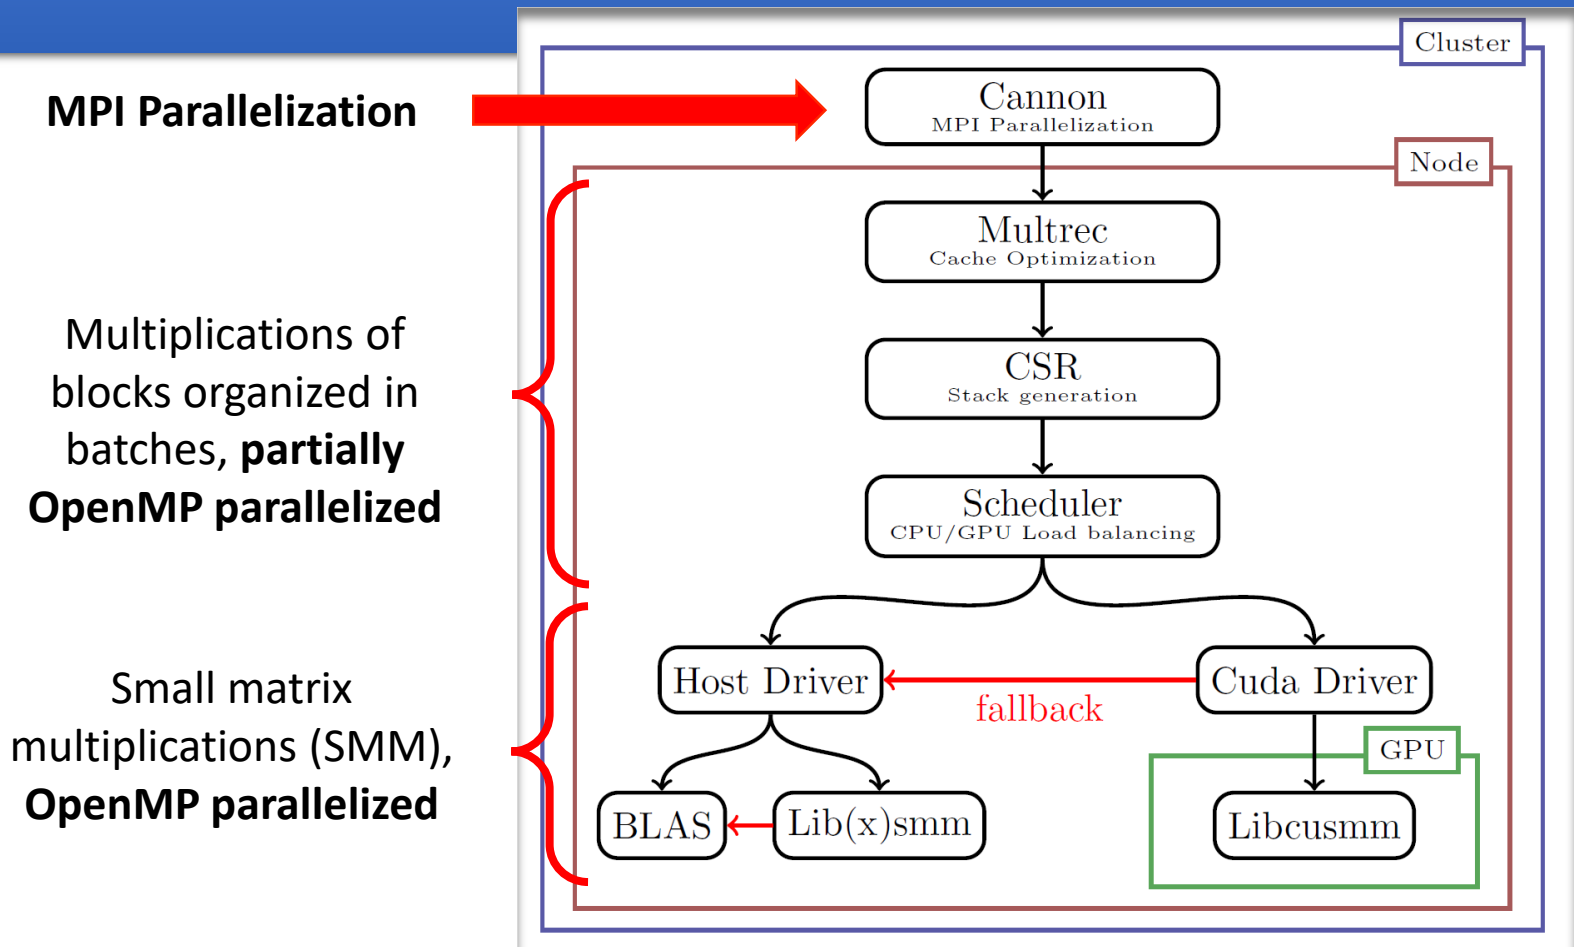 Cluster
MPI Parallelization
Cannon
MPI Parallelization
Node
Multrec
Cache Optimization
Multiplications of
blocks organized in
batches, partially
OpenMP parallelized
CSR
Stack generation
Scheduler
CPU/GPU Load balancing
Small matrix
multiplications (SMM),
OpenMP parallelized
Host Driver
fallback
Cuda Driver
GPU
BLAS
Lib(x)smm
Libcusmm